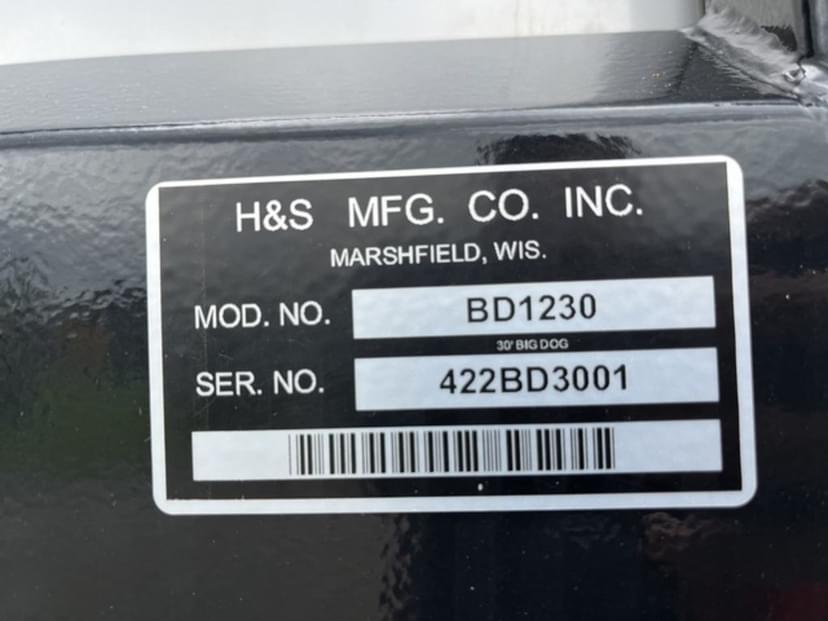 H&S MFG. CO. INC.
MARSHFIELD, WIS.
MOD. NO. BD1230
30' BIG DOG
SER. NO. 422BD3001